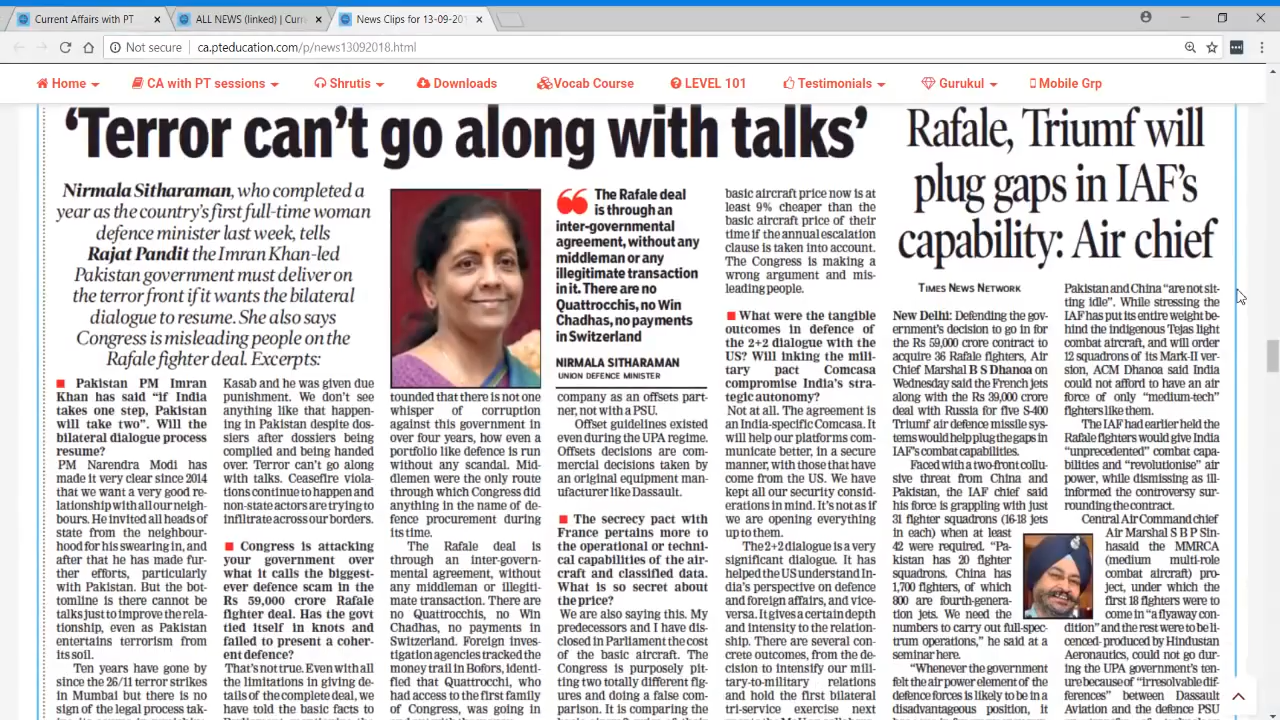 Current Affairs with PT
ALL NEWS (linked) | Curr
News Clips for 13-09-201
Not secure
ca.pteducation.com/p/news13092018.html
Home
CA with PT sessions
Shrutis
Downloads
Vocab Course
LEVEL 101
Testimonials
Gurukul
Mobile Grp
‘Terror can’t go along with talks’
Nirmala Sitharaman, who completed a
year as the country’s first full-time woman
defence minister last week, tells
Rajat Pandit the Imran Khan-led
Pakistan government must deliver on
the terror front if it wants the bilateral
dialogue to resume. She also says
Congress is misleading people on the
Rafale fighter deal. Excerpts:
Pakistan PM Imran
Khan has said “if India
takes one step, Pakistan
will take two”. Will the
bilateral dialogue process
resume?
PM Narendra Modi has
made it very clear since 2014
that we want a very good re-
lationship with all our neigh-
bours. He invited all heads of
state from the neighbour-
hood for his swearing in, and
after that he has made fur-
ther efforts, particularly
with Pakistan. But the bot-
tomline is there cannot be
talks just to improve the rela-
tionship, even as Pakistan
entertains terrorism from
its soil.
Ten years have gone by
since the 26/11 terror strikes
in Mumbai but there is no
sign of the legal process tak-
Kasab and he was given due
punishment. We don’t see
anything like that happen-
ing in Pakistan despite dos-
siers after dossiers being
complied and being handed
over. Terror can’t go along
with talks. Ceasefire viola-
tions continue to happen and
non-state actors are trying to
infiltrate across our borders.
Congress is attacking
your government over
what it calls the biggest-
ever defence scam in the
Rs 59,000 crore Rafale
fighter deal. Has the govt
tied itself in knots and
failed to present a coher-
ent defence?
That’s not true. Even with all
the limitations in giving de-
tails of the complete deal, we
have told the basic facts to
tounded that there is not one
whisper of corruption
against this government in
over four years, how even a
portfolio like defence is run
without any scandal. Mid-
dlemen were the only route
through which Congress did
anything in the name of de-
fence procurement during
its time.
The Rafale deal is
through an inter-govern-
mental agreement, without
any middleman or illegiti-
mate transaction. There are
no Quattrocchis, no Win
Chadhas, no payments in
Switzerland. Foreign inves-
tigation agencies tracked the
money trail in Bofors, identi-
fied that Quattrocchi, who
had access to the first family
of Congress, was going in
The Rafale deal
is through an
inter-governmental
agreement, without any
middleman or any
illegitimate transaction
in it. There are no
Quattrocchis, no Win
Chadhas, no payments
in Switzerland
NIRMALA SITHARAMAN
UNION DEFENCE MINISTER
company as an offsets part-
ner, not with a PSU.
Offset guidelines existed
even during the UPA regime.
Offsets decisions are com-
mercial decisions taken by
an original equipment man-
ufacturer like Dassault.
The secrecy pact with
France pertains more to
the operational or techni-
cal capabilities of the air-
craft and classified data.
What is so secret about
the price?
We are also saying this. My
predecessors and I have dis-
closed in Parliament the cost
of the basic aircraft. The
Congress is purposely pit-
ting two totally different fig-
ures and doing a false com-
parison. It is comparing the
basic aircraft price now is at
least 9% cheaper than the
basic aircraft price of their
time if the annual escalation
clause is taken into account.
The Congress is making a
wrong argument and mis-
leading people.
What were the tangible
outcomes in defence of
the 2+2 dialogue with the
US? Will inking the mili-
tary pact Comcasa
compromise India’s stra-
tegic autonomy?
Not at all. The agreement is
an India-specific Comcasa. It
will help our platforms com-
municate better, in a secure
manner, with those that have
come from the US. We have
kept all our security consid-
erations in mind. It’s not as if
we are opening everything
up to them.
The 2+2 dialogue is a very
significant dialogue. It has
helped the US understand In-
dia’s perspective on defence
and foreign affairs, and vice-
versa. It gives a certain depth
and intensity to the relation-
ship. There are several con-
crete outcomes, from the de-
cision to intensify our mili-
tary-to-military relations
and hold the first bilateral
tri-service exercise next
Rafale, Triumf will
plug gaps in IAF’s
capability: Air chief
TIMES NEWS NETWORK
New Delhi: Defending the gov-
ernment’s decision to go in for
the Rs 59,000 crore contract to
acquire 36 Rafale fighters, Air
Chief Marshal B S Dhanoa on
Wednesday said the French jets
along with the Rs 39,000 crore
deal with Russia for five S-400
Triumf air defence missile sys-
tems would help plug the gaps in
IAF’s combat capabilities.
Faced with a two-front collu-
sive threat from China and
Pakistan, the IAF chief said
his force is grappling with just
31 fighter squadrons (16-18 jets
in each) when at least
42 were required. “Pa-
kistan has 20 fighter
squadrons. China has
1,700 fighters, of which
800 are fourth-genera-
tion jets. We need the
numbers to carry out full-spec-
trum operations,” he said at a
seminar here.
“Whenever the government
felt the air power element of the
defence forces is likely to be in a
disadvantageous position, it
Pakistan and China “are not sit-
ting idle”. While stressing the
IAF has put its entire weight be-
hind the indigenous Tejas light
combat aircraft, and will order
12 squadrons of its Mark-II ver-
sion, ACM Dhanoa said India
could not afford to have an air
force of only “medium-tech”
fighters like them.
The IAF had earlier held the
Rafale fighters would give India
“unprecedented” combat capa-
bilities and “revolutionise” air
power, while dismissing as ill-
informed the controversy sur-
rounding the contract.
Central Air Command chief
Air Marshal S B P Sin-
ha said the MMRCA
(medium multi-role
combat aircraft) pro-
ject, under which the
first 18 fighters were to
come in “a flyaway con-
dition” and the rest were to be li-
cenced-produced by Hindustan
Aeronautics, could not go du-
ring the UPA government’s ten-
ure because of “irresolvable dif-
ferences” between Dassault
Aviation and the defence PSU